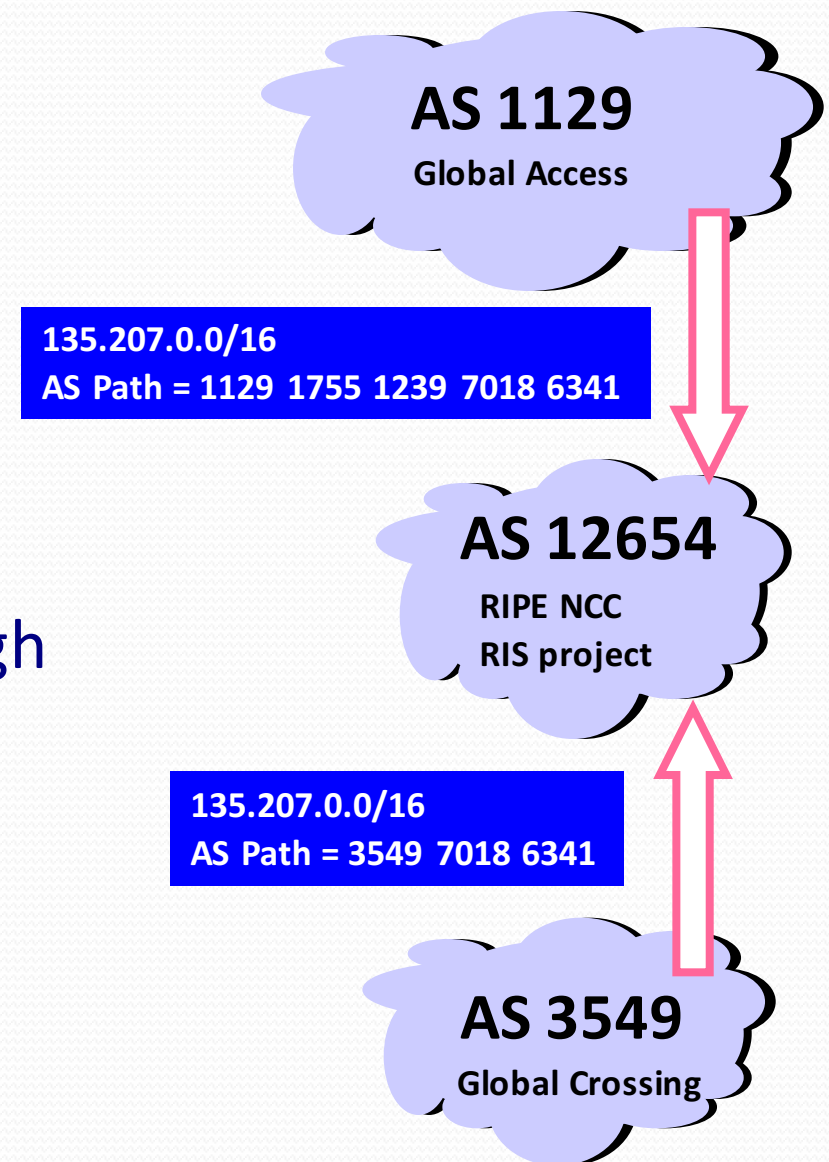 AS 1129
Global Access
135.207.0.0/16
AS Path = 1129 1755 1239 7018 6341
AS 12654
RIPE NCC
RIS project
gh
135.207.0.0/16
AS Path = 3549 7018 6341
AS 3549
Global Crossing